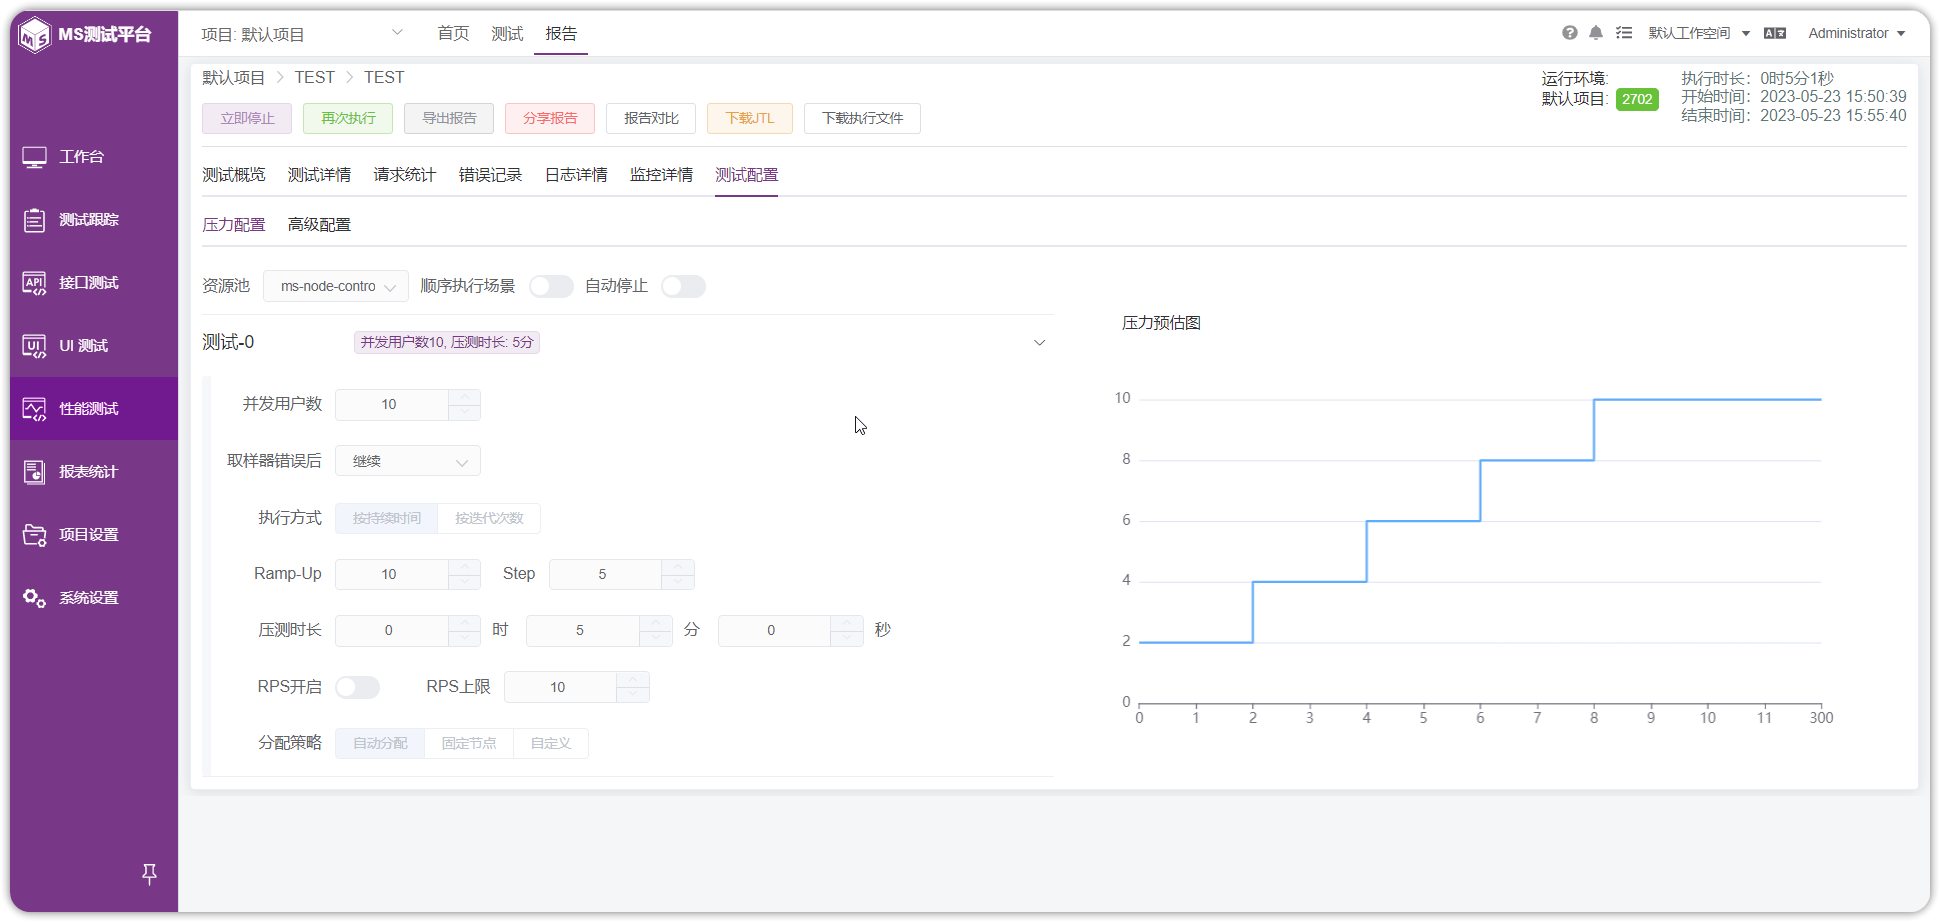 MS测试平台
项目: 默认项目
首页
测试
报告
默认工作空间
Administrator
工作台
测试跟踪
API
接口测试
UI
UI 测试
性能测试
报表统计
项目设置
系统设置
默认项目 > TEST > TEST
运行环境:
默认项目: 2702
执行时长: 0时5分1秒
开始时间: 2023-05-23 15:50:39
结束时间: 2023-05-23 15:55:40
立即停止
再次执行
导出报告
分享报告
报告对比
下载JTL
下载执行文件
测试概览
测试详情
请求统计
错误记录
日志详情
监控详情
测试配置
压力配置
高级配置
资源池
ms-node-contro
顺序执行场景
自动停止
测试-0
并发用户数10, 压测时长: 5分
并发用户数 10
取样器错误后 继续
执行方式 按持续时间 按迭代次数
Ramp-Up 10 Step 5
压测时长 0 时 5 分 0 秒
RPS开启 RPS上限 10
分配策略 自动分配 固定节点 自定义
压力预估图
10
8
6
4
2
0
0 1 2 3 4 5 6 7 8 9 10 11 300